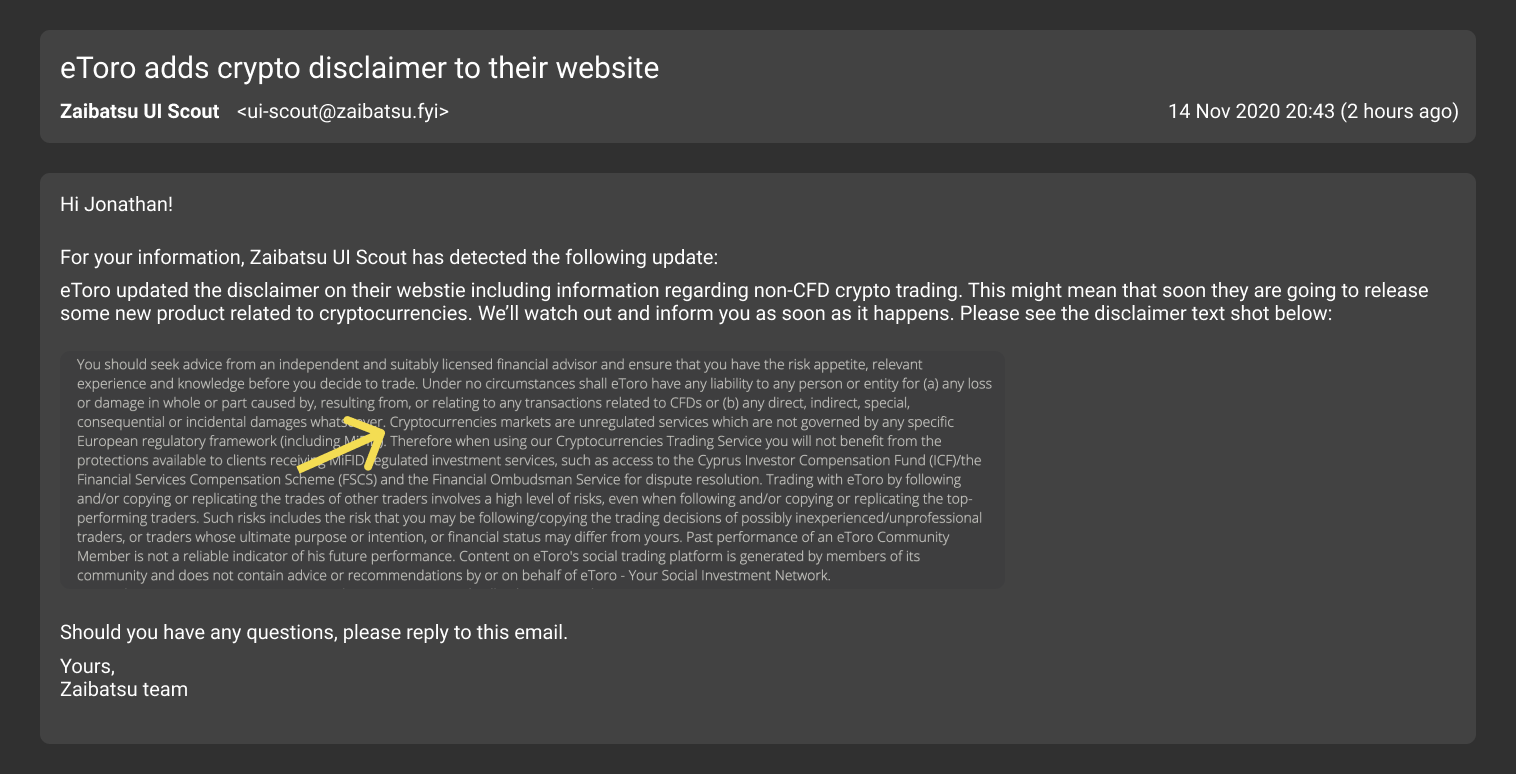 eToro adds crypto disclaimer to their website
Zaibatsu UI Scout <ui-scout@zaibatsu.fyi> 14 Nov 2020 20:43 (2 hours ago)
Hi Jonathan!
For your information, Zaibatsu UI Scout has detected the following update:
eToro updated the disclaimer on their webstie including information regarding non-CFD crypto trading. This might mean that soon they are going to release
some new product related to cryptocurrencies. We’ll watch out and inform you as soon as it happens. Please see the disclaimer text shot below:
You should seek advice from an independent and suitably licensed financial advisor and ensure that you have the risk appetite, relevant
experience and knowledge before you decide to trade. Under no circumstances shall eToro have any liability to any person or entity for (a) any loss
or damage in whole or part caused by, resulting from, or relating to any transactions related to CFDs or (b) any direct, indirect, special,
consequential or incidental damages whatsoever. Cryptocurrencies markets are unregulated services which are not governed by any specific
European regulatory framework (including MiFID). Therefore when using our Cryptocurrencies Trading Service you will not benefit from the
protections available to clients receiving MiFID regulated investment services, such as access to the Cyprus Investor Compensation Fund (ICF)/the
Financial Services Compensation Scheme (FSCS) and the Financial Ombudsman Service for dispute resolution. Trading with eToro by following
and/or copying or replicating the trades of other traders involves a high level of risks, even when following and/or copying or replicating the top-
performing traders. Such risks includes the risk that you may be following/copying the trading decisions of possibly inexperienced/unprofessional
traders, or traders whose ultimate purpose or intention, or financial status may differ from yours. Past performance of an eToro Community
Member is not a reliable indicator of his future performance. Content on eToro's social trading platform is generated by members of its
community and does not contain advice or recommendations by or on behalf of eToro - Your Social Investment Network.
Should you have any questions, please reply to this email.
Yours,
Zaibatsu team